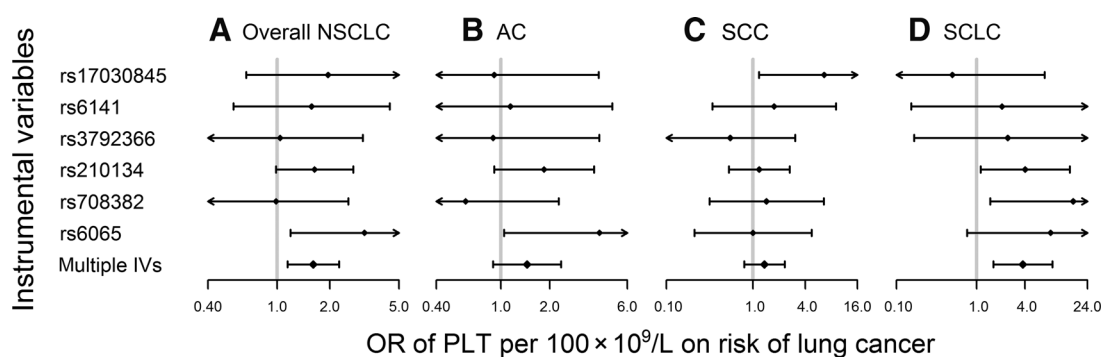 A Overall NSCLC B AC C SCC D SCLC
Instrumental variables
rs17030845
rs6141
rs3792366
rs210134
rs708382
rs6065
Multiple IVs
0.40 1.0 2.0 5.0 0.40 1.0 2.0 6.0 0.10 1.0 4.0 16.0 0.10 1.0 4.0 24.0
OR of PLT per 100 × 10⁹/L on risk of lung cancer